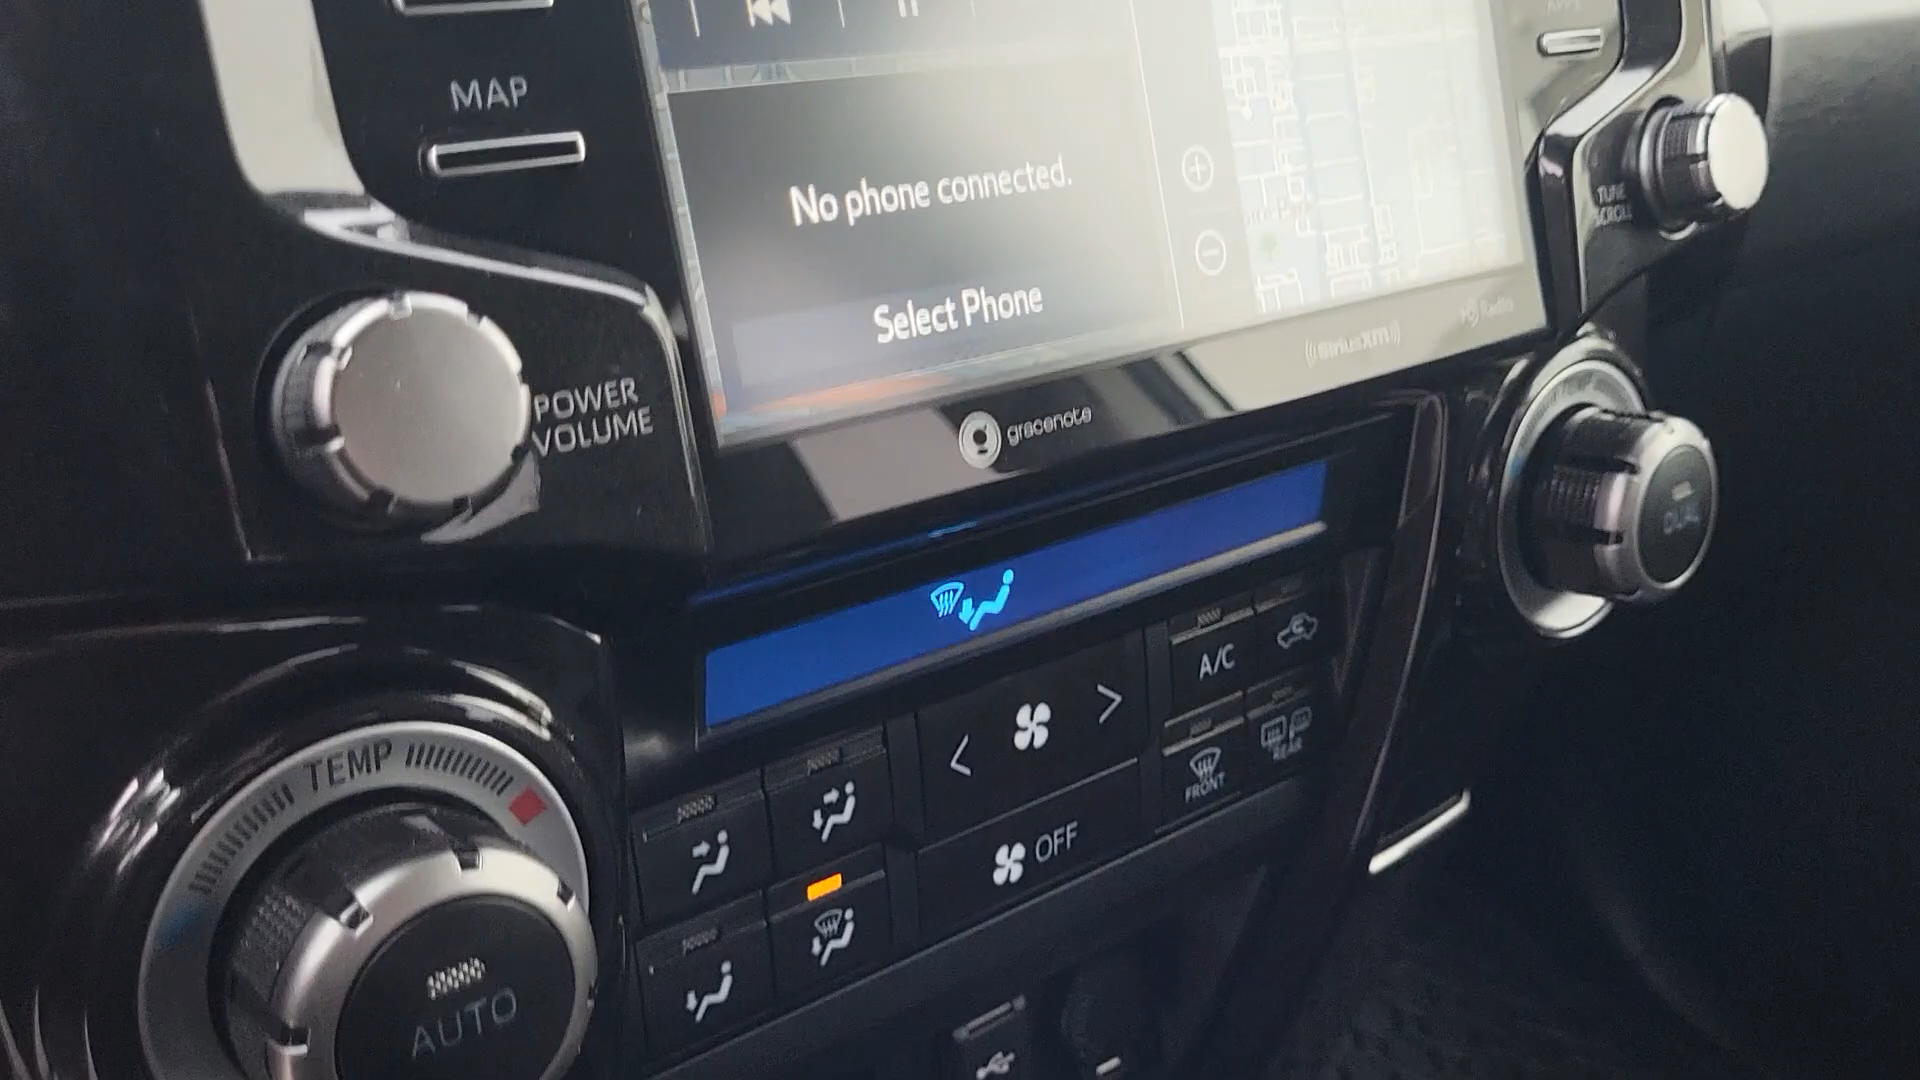 MAP
No phone connected.
Select Phone
TUNE
SCROLL
POWER
VOLUME
gracenote
((SiriusXM))
HD Radio
DUAL
A/C
TEMP
FRONT
REAR
OFF
AUTO